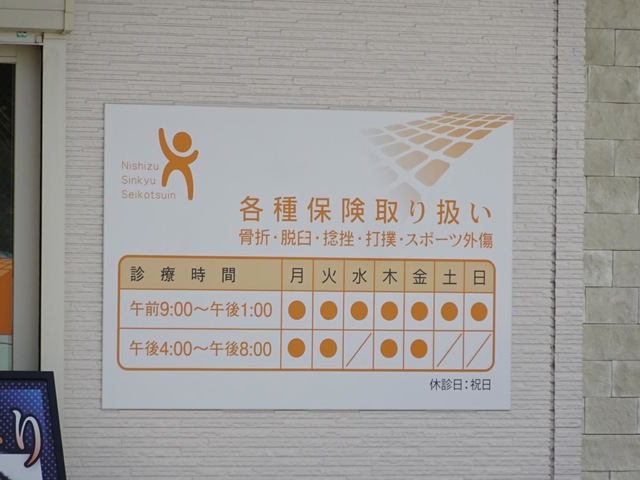 Nishizu
Sinkyu
Seikotsuin
各種保険取り扱い
骨折・脱臼・捻挫・打撲・スポーツ外傷
診療時間 月 火 水 木 金 土 日
午前9:00〜午後1:00 ● ● ● ● ● ● ●
午後4:00〜午後8:00 ● ● ／ ● ● ／ ／
休診日：祝日
り